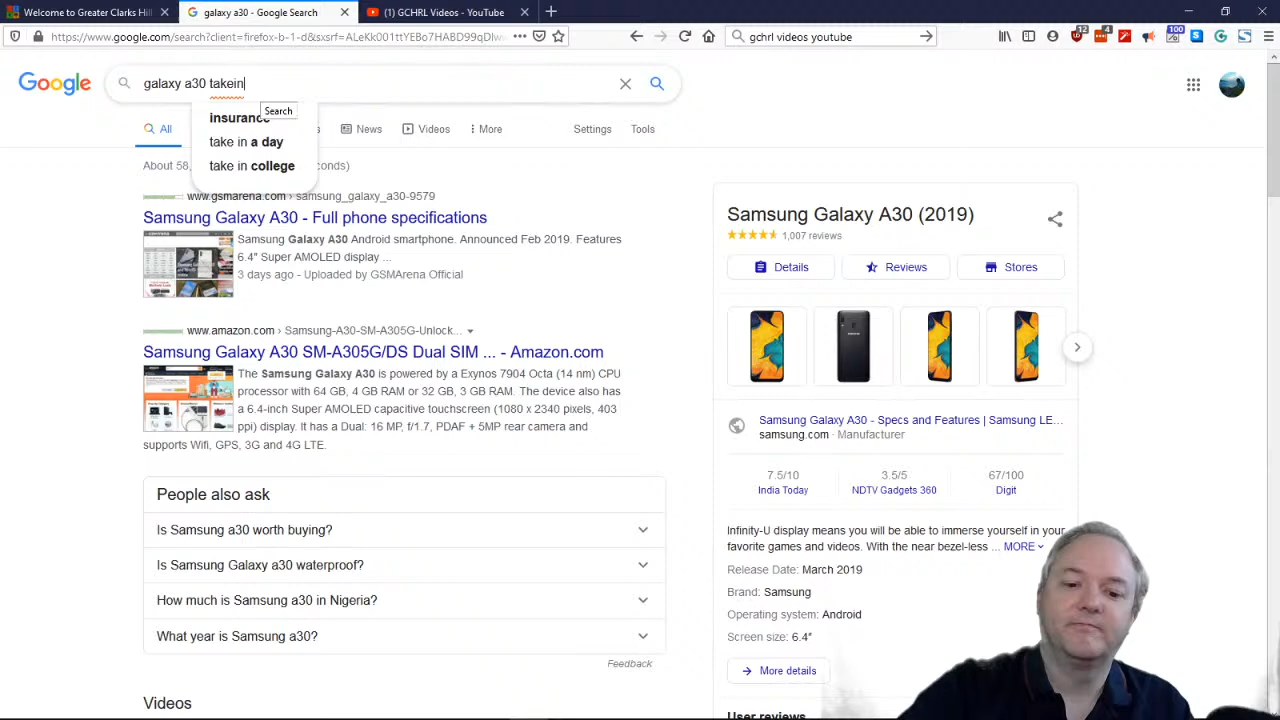 Welcome to Greater Clarks Hill
galaxy a30 - Google Search
(1) GCHRL Videos - YouTube
https://www.google.com/search?client=firefox-b-1-d&sxsrf=
gchrl videos youtube
12
4
100
Google
galaxy a30 takein
Search
insurance
take in a day
take in college
All
News
Videos
More
Settings
Tools
About 58,
www.gsmarena.com › samsung_galaxy_a30-9579
Samsung Galaxy A30 - Full phone specifications
Samsung Galaxy A30 Android smartphone. Announced Feb 2019. Features
6.4″ Super AMOLED display ...
3 days ago - Uploaded by GSMArena Official
www.amazon.com › Samsung-A30-SM-A305G-Unlock...
Samsung Galaxy A30 SM-A305G/DS Dual SIM ... - Amazon.com
The Samsung Galaxy A30 is powered by a Exynos 7904 Octa (14 nm) CPU
processor with 64 GB, 4 GB RAM or 32 GB, 3 GB RAM. The device also has
a 6.4-inch Super AMOLED capacitive touchscreen (1080 x 2340 pixels, 403
ppi) display. It has a Dual: 16 MP, f/1.7, PDAF + 5MP rear camera and
supports Wifi, GPS, 3G and 4G LTE.
People also ask
Is Samsung a30 worth buying?
Is Samsung Galaxy a30 waterproof?
How much is Samsung a30 in Nigeria?
What year is Samsung a30?
Feedback
Videos
Samsung Galaxy A30 (2019)
1,007 reviews
Details
Reviews
Stores
Samsung Galaxy A30 - Specs and Features | Samsung LE...
samsung.com · Manufacturer
7.5/10
India Today
3.5/5
NDTV Gadgets 360
67/100
Digit
Infinity-U display means you will be able to immerse yourself in your
favorite games and videos. With the near bezel-less ... MORE
Release Date: March 2019
Brand: Samsung
Operating system: Android
Screen size: 6.4″
More details
User reviews